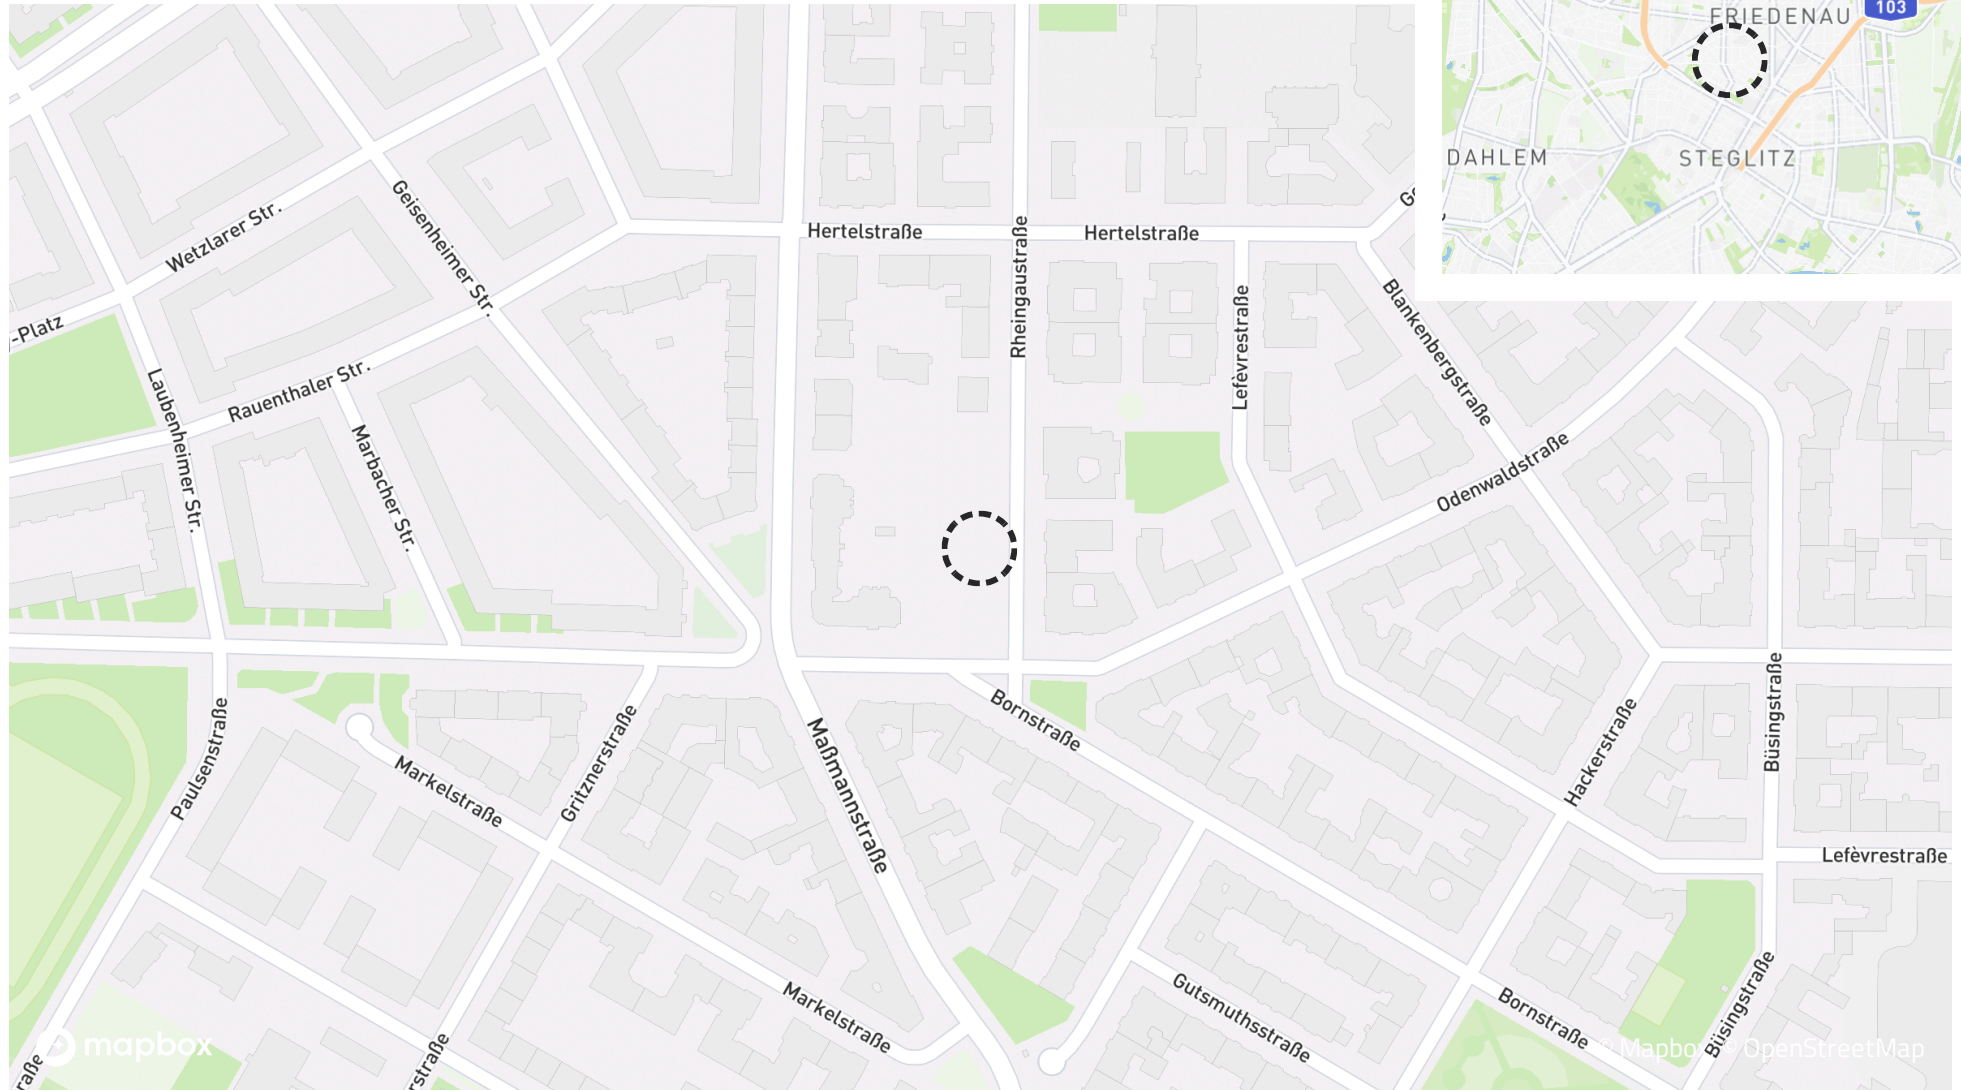 FRIEDENAU
103
DAHLEM
STEGLITZ
Wetzlarer Str.
Geisenheimer Str.
Hertelstraße
Hertelstraße
Rheingaustraße
-Platz
Laubenheimer Str.
Rauenthaler Str.
Marbacher Str.
Lefèvrestraße
Blankenbergstraße
Odenwaldstraße
Paulsenstraße
Markelstraße
Gritznerstraße
Maßmannstraße
Bornstraße
Hackerstraße
Büsingstraße
Lefèvrestraße
Markelstraße
Gutsmuthsstraße
Bornstraße
Büsingstraße
mapbox
© Mapbox © OpenStreetMap